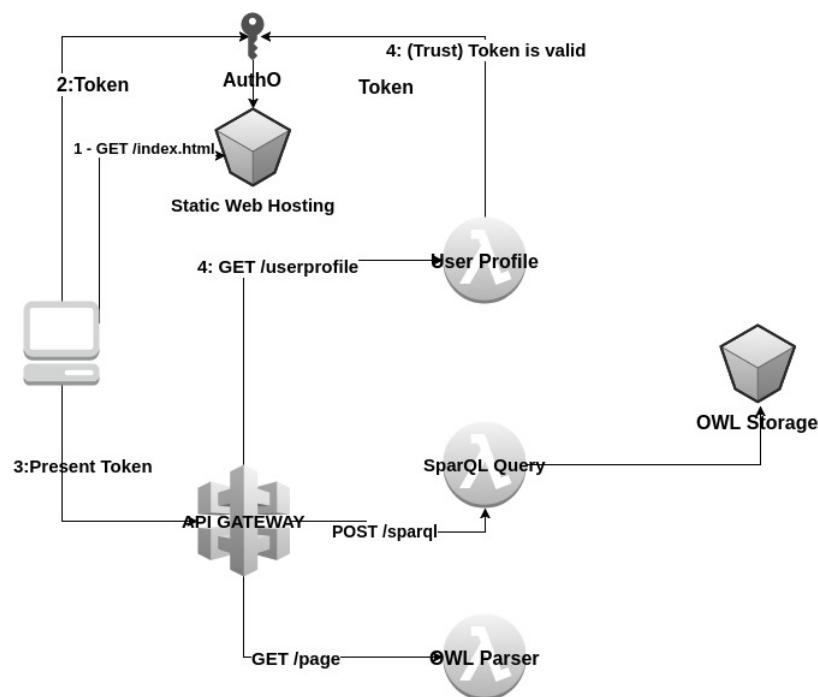 4: (Trust) Token is valid
2:Token
AuthO
Token
1 - GET /index.html
Static Web Hosting
4: GET /userprofile
User Profile
OWL Storage
3:Present Token
SparQL Query
API GATEWAY
POST /sparql
GET /page
OWL Parser